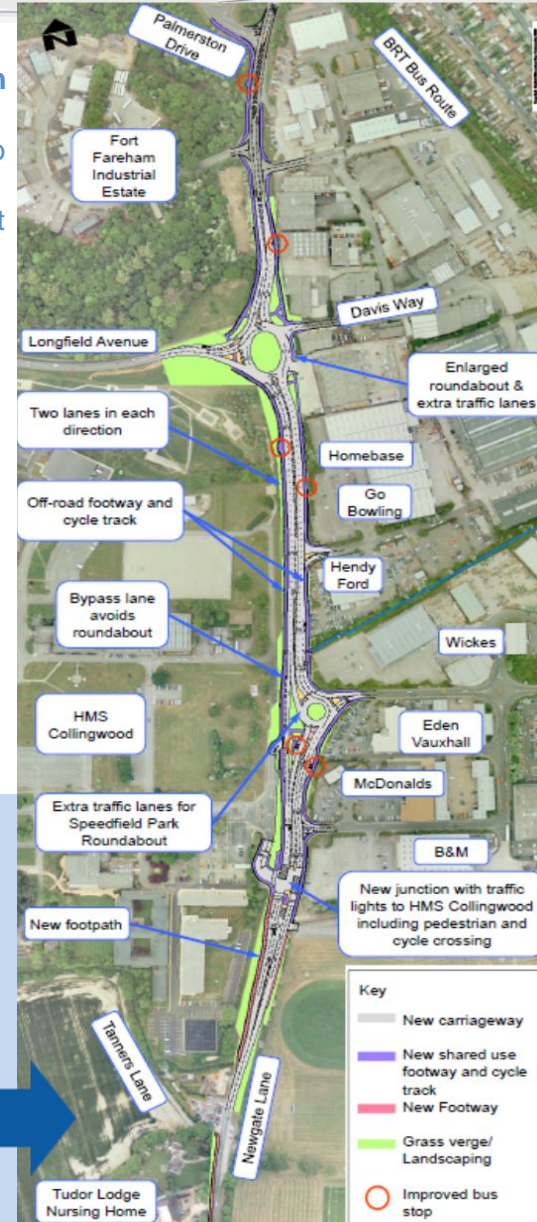 Palmerston
Drive
BRT Bus Route
Fort
Fareham
Industrial
Estate
Davis Way
Longfield Avenue
Enlarged
roundabout &
extra traffic lanes
Two lanes in each
direction
Homebase
Go
Bowling
Off-road footway and
cycle track
Hendy
Ford
Bypass lane
avoids
roundabout
Wickes
HMS
Collingwood
Eden
Vauxhall
McDonalds
Extra traffic lanes for
Speedfield Park
Roundabout
B&M
New junction with traffic
lights to HMS Collingwood
including pedestrian and
cycle crossing
New footpath
Tanners Lane
Newgate Lane
Tudor Lodge
Nursing Home
Key
New carriageway
New shared use
footway and cycle
track
New Footway
Grass verge/
Landscaping
Improved bus
stop